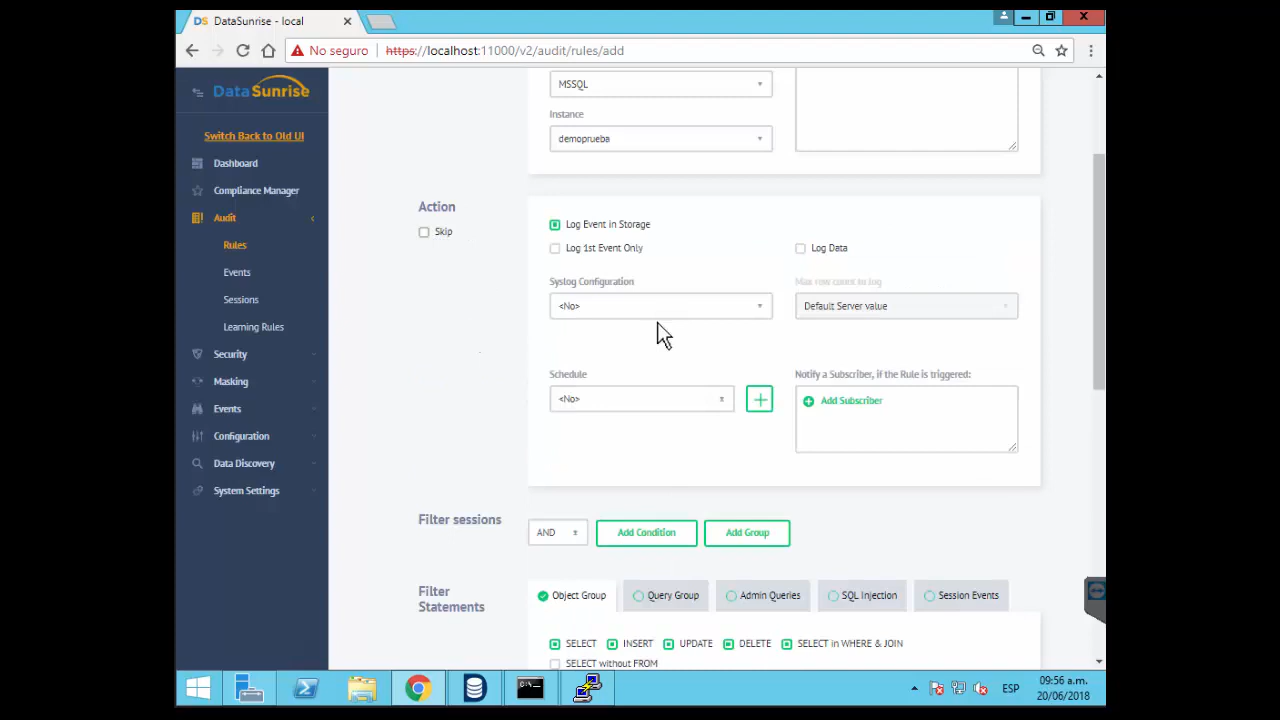 DS DataSunrise - local
No seguro https://localhost:11000/v2/audit/rules/add
DataSunrise
Switch Back to Old UI
Dashboard
Compliance Manager
Audit
Rules
Events
Sessions
Learning Rules
Security
Masking
Events
Configuration
Data Discovery
System Settings
MSSQL
Instance
demoprueba
Action
Skip
Log Event in Storage
Log 1st Event Only
Log Data
Syslog Configuration
Max row count to log
<No>
Default Server value
Schedule
Notify a Subscriber, if the Rule is triggered:
<No>
Add Subscriber
Filter sessions
AND
Add Condition
Add Group
Filter
Statements
Object Group
Query Group
Admin Queries
SQL Injection
Session Events
SELECT
INSERT
UPDATE
DELETE
SELECT in WHERE & JOIN
SELECT without FROM
ESP
09:56 a.m.
20/06/2018